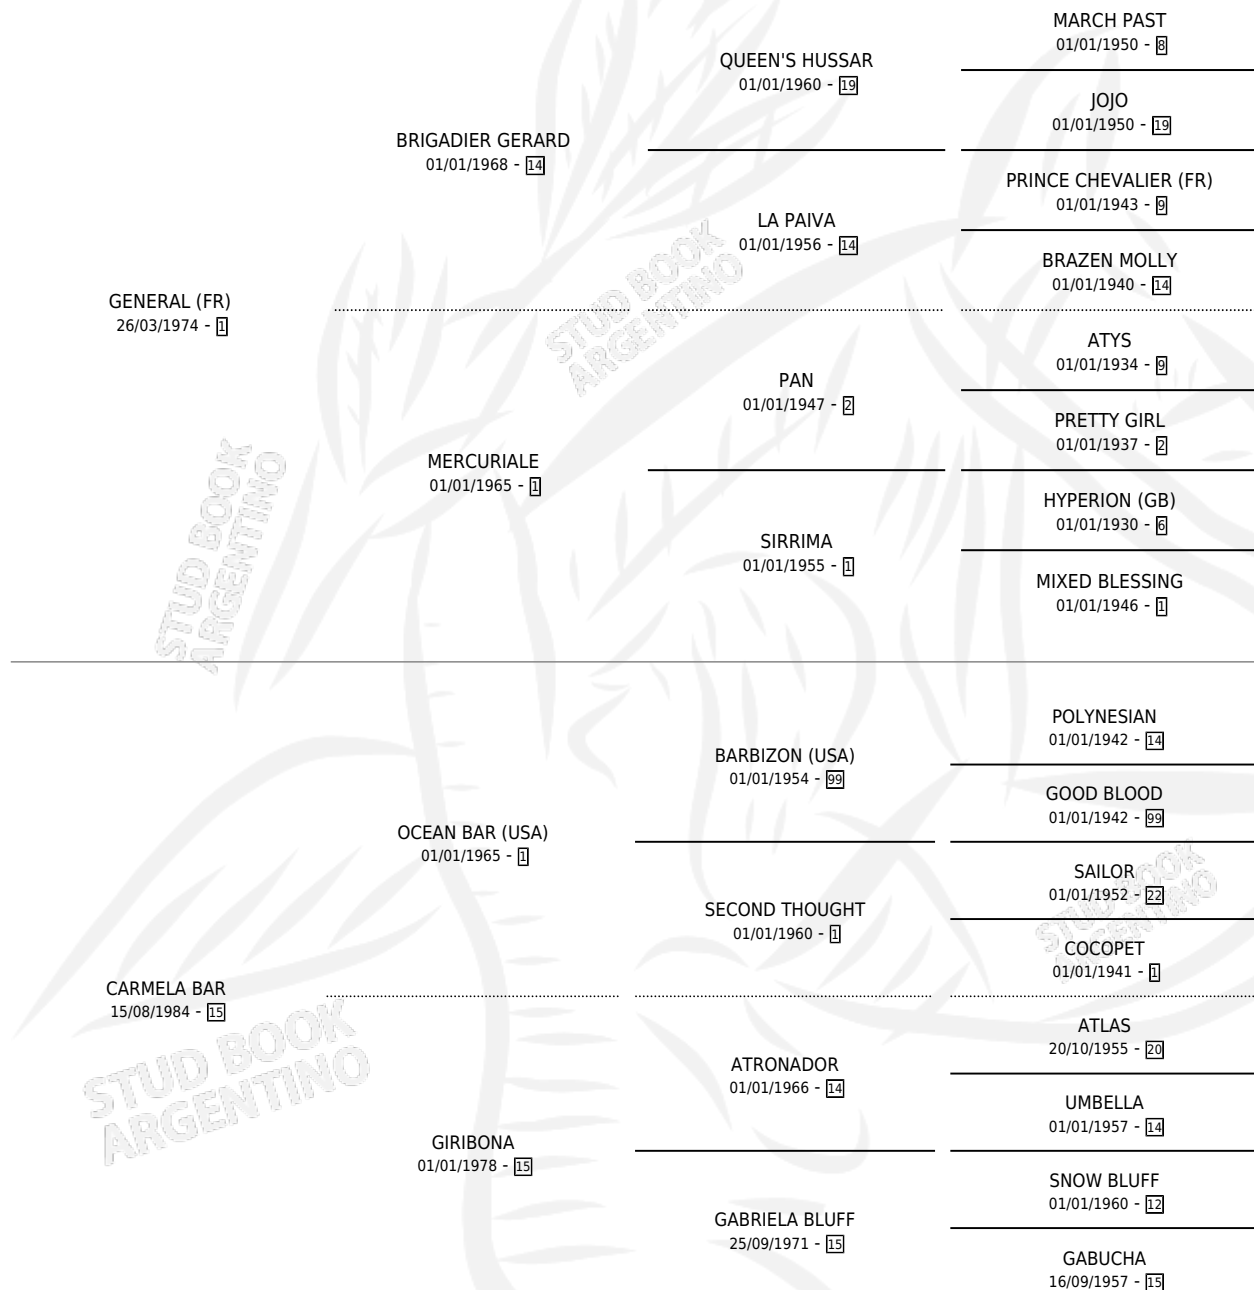 MARCH PAST
01/01/1950 - 8
QUEEN'S HUSSAR
01/01/1960 - 19
JOJO
01/01/1950 - 19
BRIGADIER GERARD
01/01/1968 - 14
PRINCE CHEVALIER (FR)
01/01/1943 - 9
LA PAIVA
01/01/1956 - 14
BRAZEN MOLLY
01/01/1940 - 14
GENERAL (FR)
26/03/1974 - 1
STUD BOOK
ARGENTINO
ATYS
01/01/1934 - 9
PAN
01/01/1947 - 2
PRETTY GIRL
01/01/1937 - 2
MERCURIALE
01/01/1965 - 1
HYPERION (GB)
01/01/1930 - 6
SIRRIMA
01/01/1955 - 1
MIXED BLESSING
01/01/1946 - 1
STUD BOOK
ARGENTINO
POLYNESIAN
01/01/1942 - 14
BARBIZON (USA)
01/01/1954 - 99
GOOD BLOOD
01/01/1942 - 99
OCEAN BAR (USA)
01/01/1965 - 1
SAILOR
01/01/1952 - 22
SECOND THOUGHT
01/01/1960 - 1
COCOPET
01/01/1941 - 1
STUD BOOK
ARGENTINO
CARMELA BAR
15/08/1984 - 15
STUD BOOK
ARGENTINO
ATLAS
20/10/1955 - 20
ATRONADOR
01/01/1966 - 14
UMBELLA
01/01/1957 - 14
GIRIBONA
01/01/1978 - 15
SNOW BLUFF
01/01/1960 - 12
GABRIELA BLUFF
25/09/1971 - 15
GABUCHA
16/09/1957 - 15